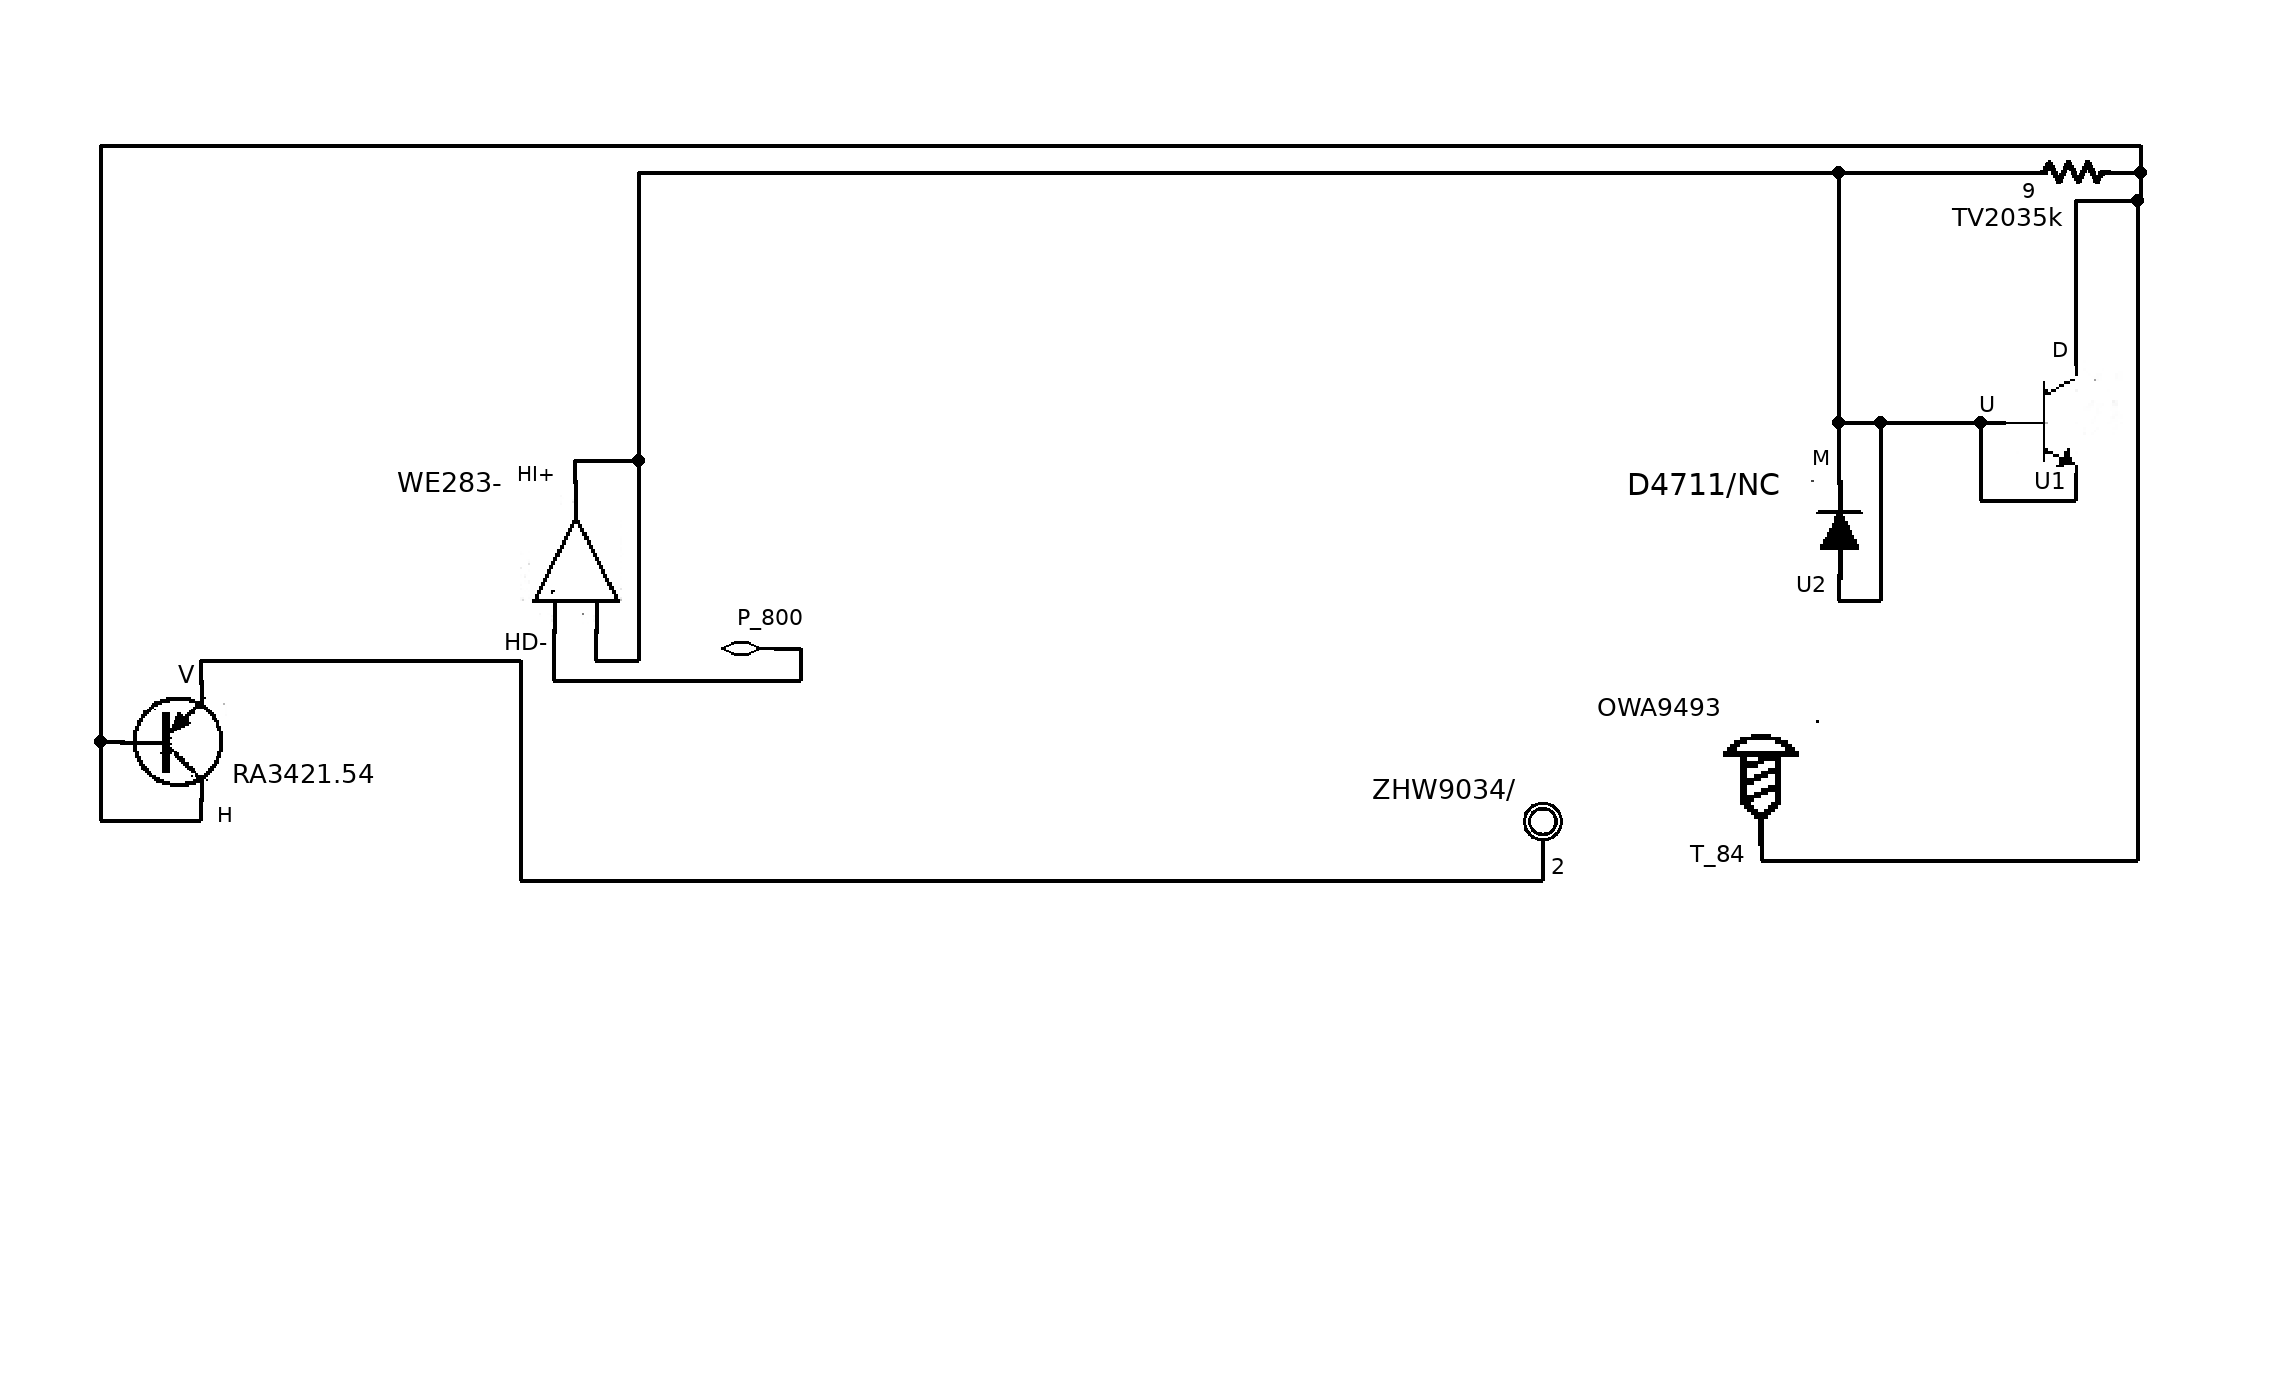 9
TV2035k
D
U
M
HI+
WE283-
U1
D4711/NC
U2
P_800
HD-
V
OWA9493
RA3421.54
ZHW9034/
H
T_84
2